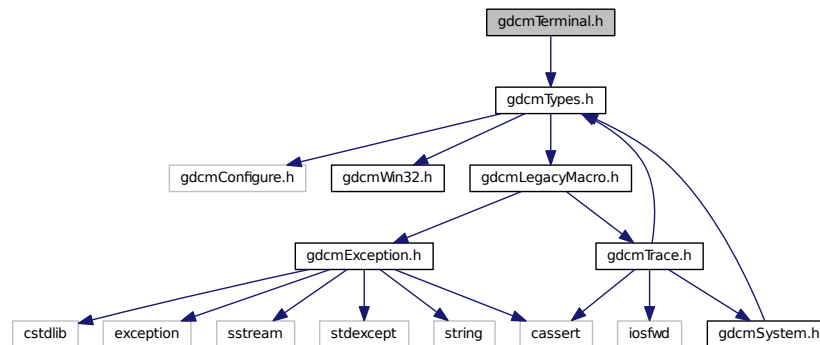 gdcmTerminal.h
gdcmTypes.h
gdcmConfigure.h
gdcmWin32.h
gdcmLegacyMacro.h
gdcmException.h
gdcmTrace.h
cstdlib
exception
sstream
stdexcept
string
cassert
iosfwd
gdcmSystem.h